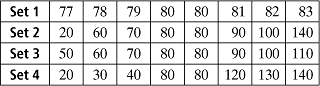 Set 1 77 78 79 80 80 81 82 83
Set 2 20 60 70 80 80 90 100 140
Set 3 50 60 70 80 80 90 100 110
Set 4 20 30 40 80 80 120 130 140